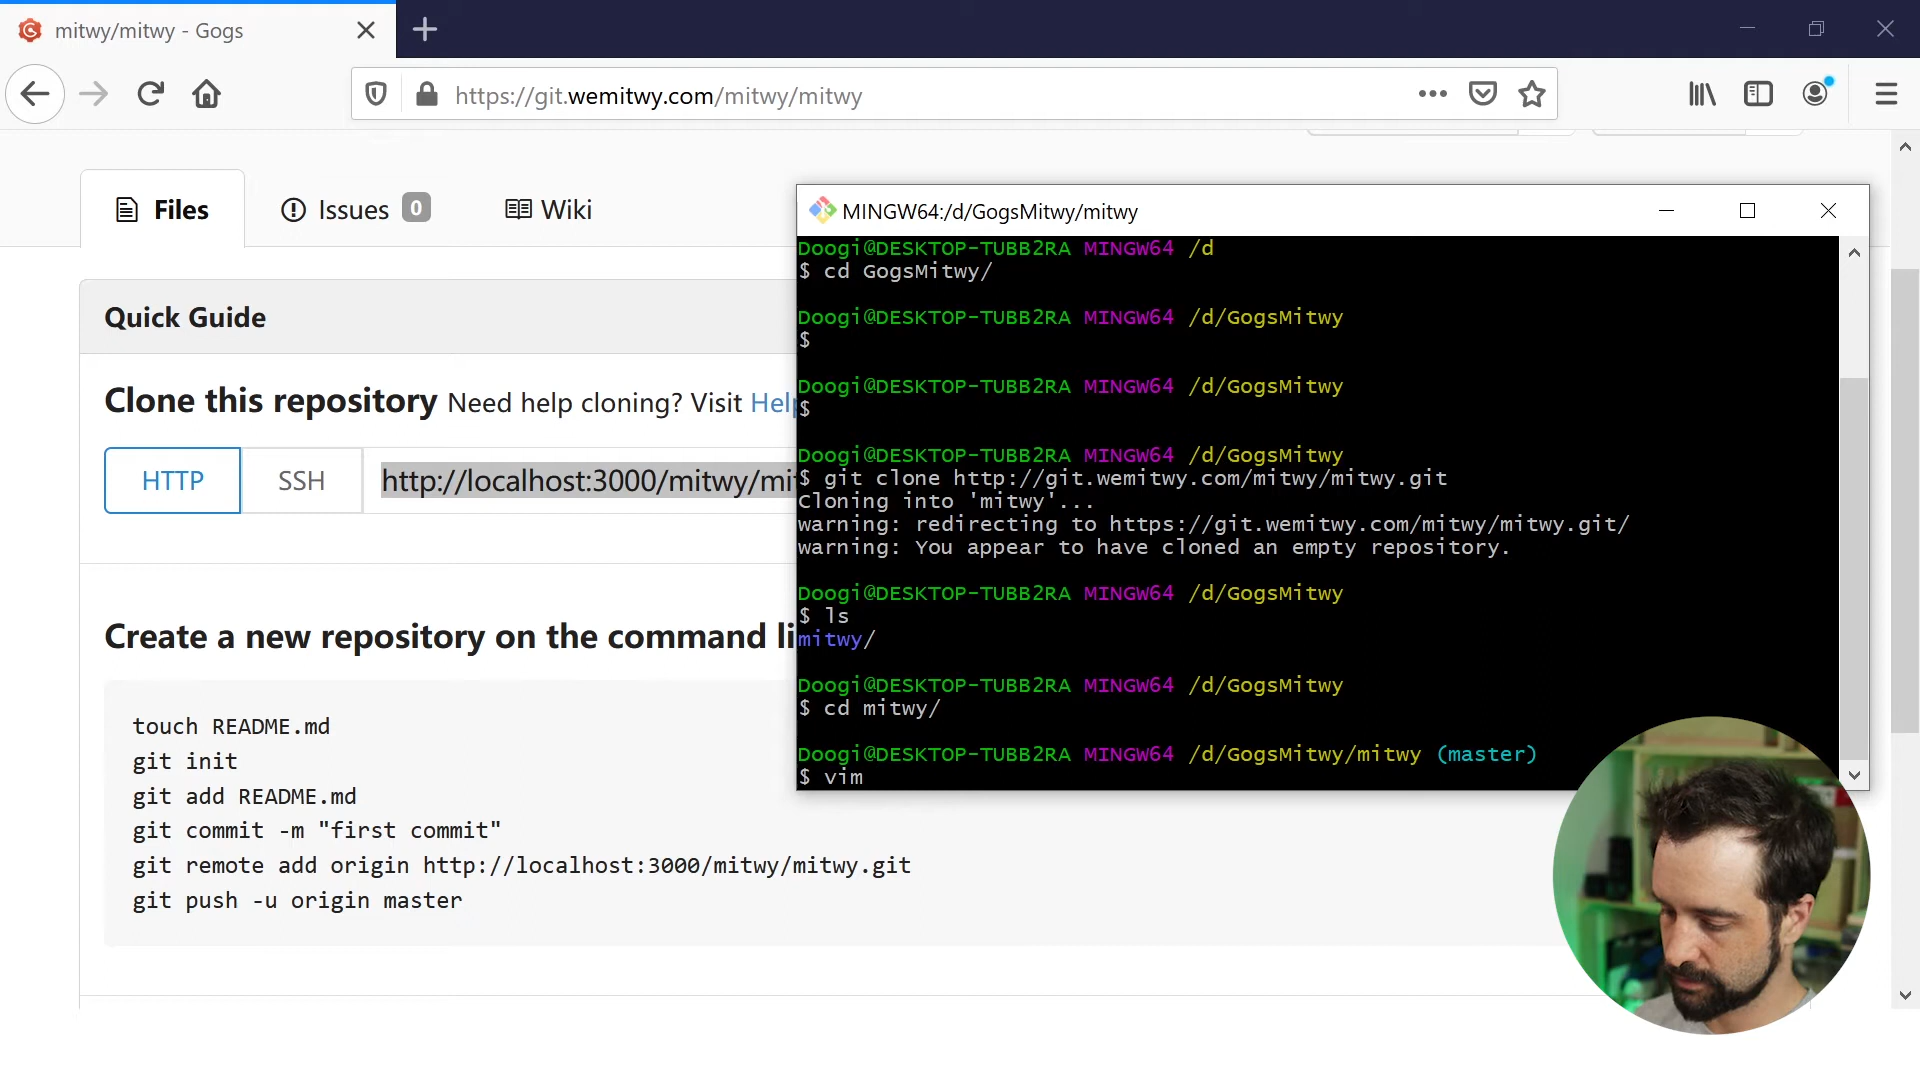 mitwy/mitwy - Gogs
https://git.wemitwy.com/mitwy/mitwy
Files
Issues 0
Wiki
Quick Guide
Clone this repository Need help cloning? Visit Help
HTTP
SSH
http://localhost:3000/mitwy/mit
Create a new repository on the command li
touch README.md
git init
git add README.md
git commit -m "first commit"
git remote add origin http://localhost:3000/mitwy/mitwy.git
git push -u origin master
MINGW64:/d/GogsMitwy/mitwy
Doogi@DESKTOP-TUBB2RA MINGW64 /d
$ cd GogsMitwy/
Doogi@DESKTOP-TUBB2RA MINGW64 /d/GogsMitwy
$
Doogi@DESKTOP-TUBB2RA MINGW64 /d/GogsMitwy
$
Doogi@DESKTOP-TUBB2RA MINGW64 /d/GogsMitwy
$ git clone http://git.wemitwy.com/mitwy/mitwy.git
Cloning into 'mitwy'...
warning: redirecting to https://git.wemitwy.com/mitwy/mitwy.git/
warning: You appear to have cloned an empty repository.
Doogi@DESKTOP-TUBB2RA MINGW64 /d/GogsMitwy
$ ls
mitwy/
Doogi@DESKTOP-TUBB2RA MINGW64 /d/GogsMitwy
$ cd mitwy/
Doogi@DESKTOP-TUBB2RA MINGW64 /d/GogsMitwy/mitwy (master)
$ vim